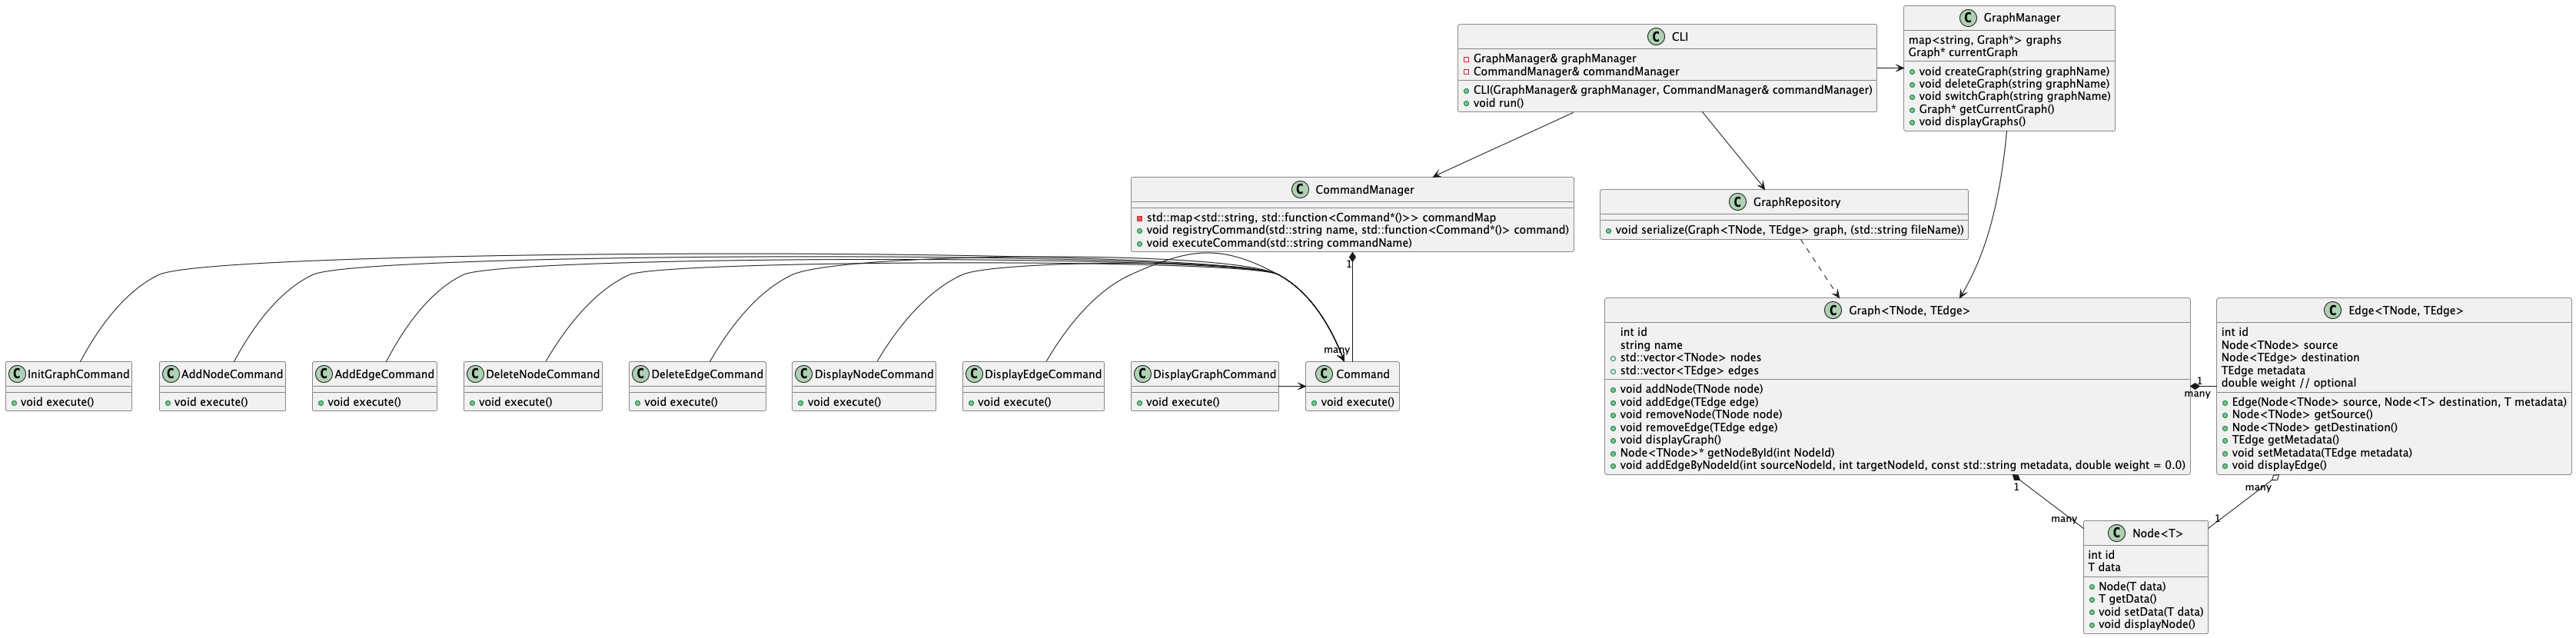 C CLI
GraphManager& graphManager
CommandManager& commandManager
CLI(GraphManager& graphManager, CommandManager& commandManager)
void run()
C GraphManager
map<string, Graph*> graphs
Graph* currentGraph
void createGraph(string graphName)
void deleteGraph(string graphName)
void switchGraph(string graphName)
Graph* getCurrentGraph()
void displayGraphs()
C CommandManager
std::map<std::string, std::function<Command*()>> commandMap
void registryCommand(std::string name, std::function<Command*()> command)
void executeCommand(std::string commandName)
C GraphRepository
void serialize(Graph<TNode, TEdge> graph, (std::string fileName))
1
many
C InitGraphCommand
void execute()
C AddNodeCommand
void execute()
C AddEdgeCommand
void execute()
C DeleteNodeCommand
void execute()
C DeleteEdgeCommand
void execute()
C DisplayNodeCommand
void execute()
C DisplayEdgeCommand
void execute()
C DisplayGraphCommand
void execute()
C Command
void execute()
C Graph<TNode, TEdge>
int id
string name
std::vector<TNode> nodes
std::vector<TEdge> edges
void addNode(TNode node)
void addEdge(TEdge edge)
void removeNode(TNode node)
void removeEdge(TEdge edge)
void displayGraph()
Node<TNode>* getNodeById(int NodeId)
void addEdgeByNodeId(int sourceNodeId, int targetNodeId, const std::string metadata, double weight = 0.0)
1
many
C Edge<TNode, TEdge>
int id
Node<TNode> source
Node<TEdge> destination
TEdge metadata
double weight // optional
Edge(Node<TNode> source, Node<T> destination, T metadata)
Node<TNode> getSource()
Node<TNode> getDestination()
TEdge getMetadata()
void setMetadata(TEdge metadata)
void displayEdge()
1
many
many
1
C Node<T>
int id
T data
Node(T data)
T getData()
void setData(T data)
void displayNode()